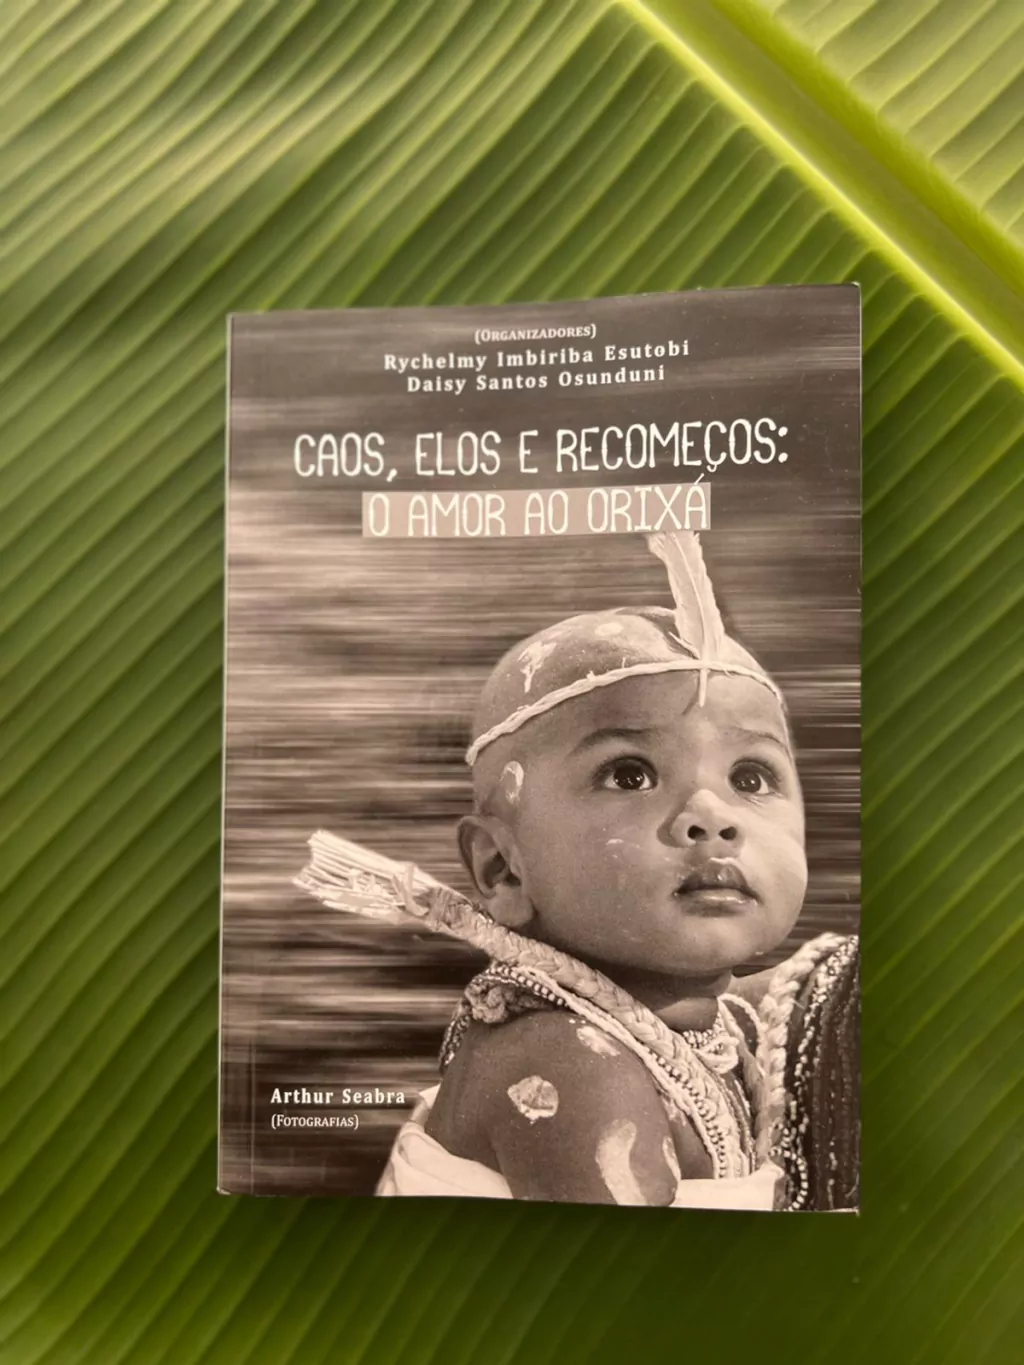 (Organizadores)
Rychelmy Imbiriba Esutobi
Daisy Santos Osunduni
CAOS, ELOS E RECOMEÇOS:
O AMOR AO ORIXÁ
Arthur Seabra
(Fotografias)